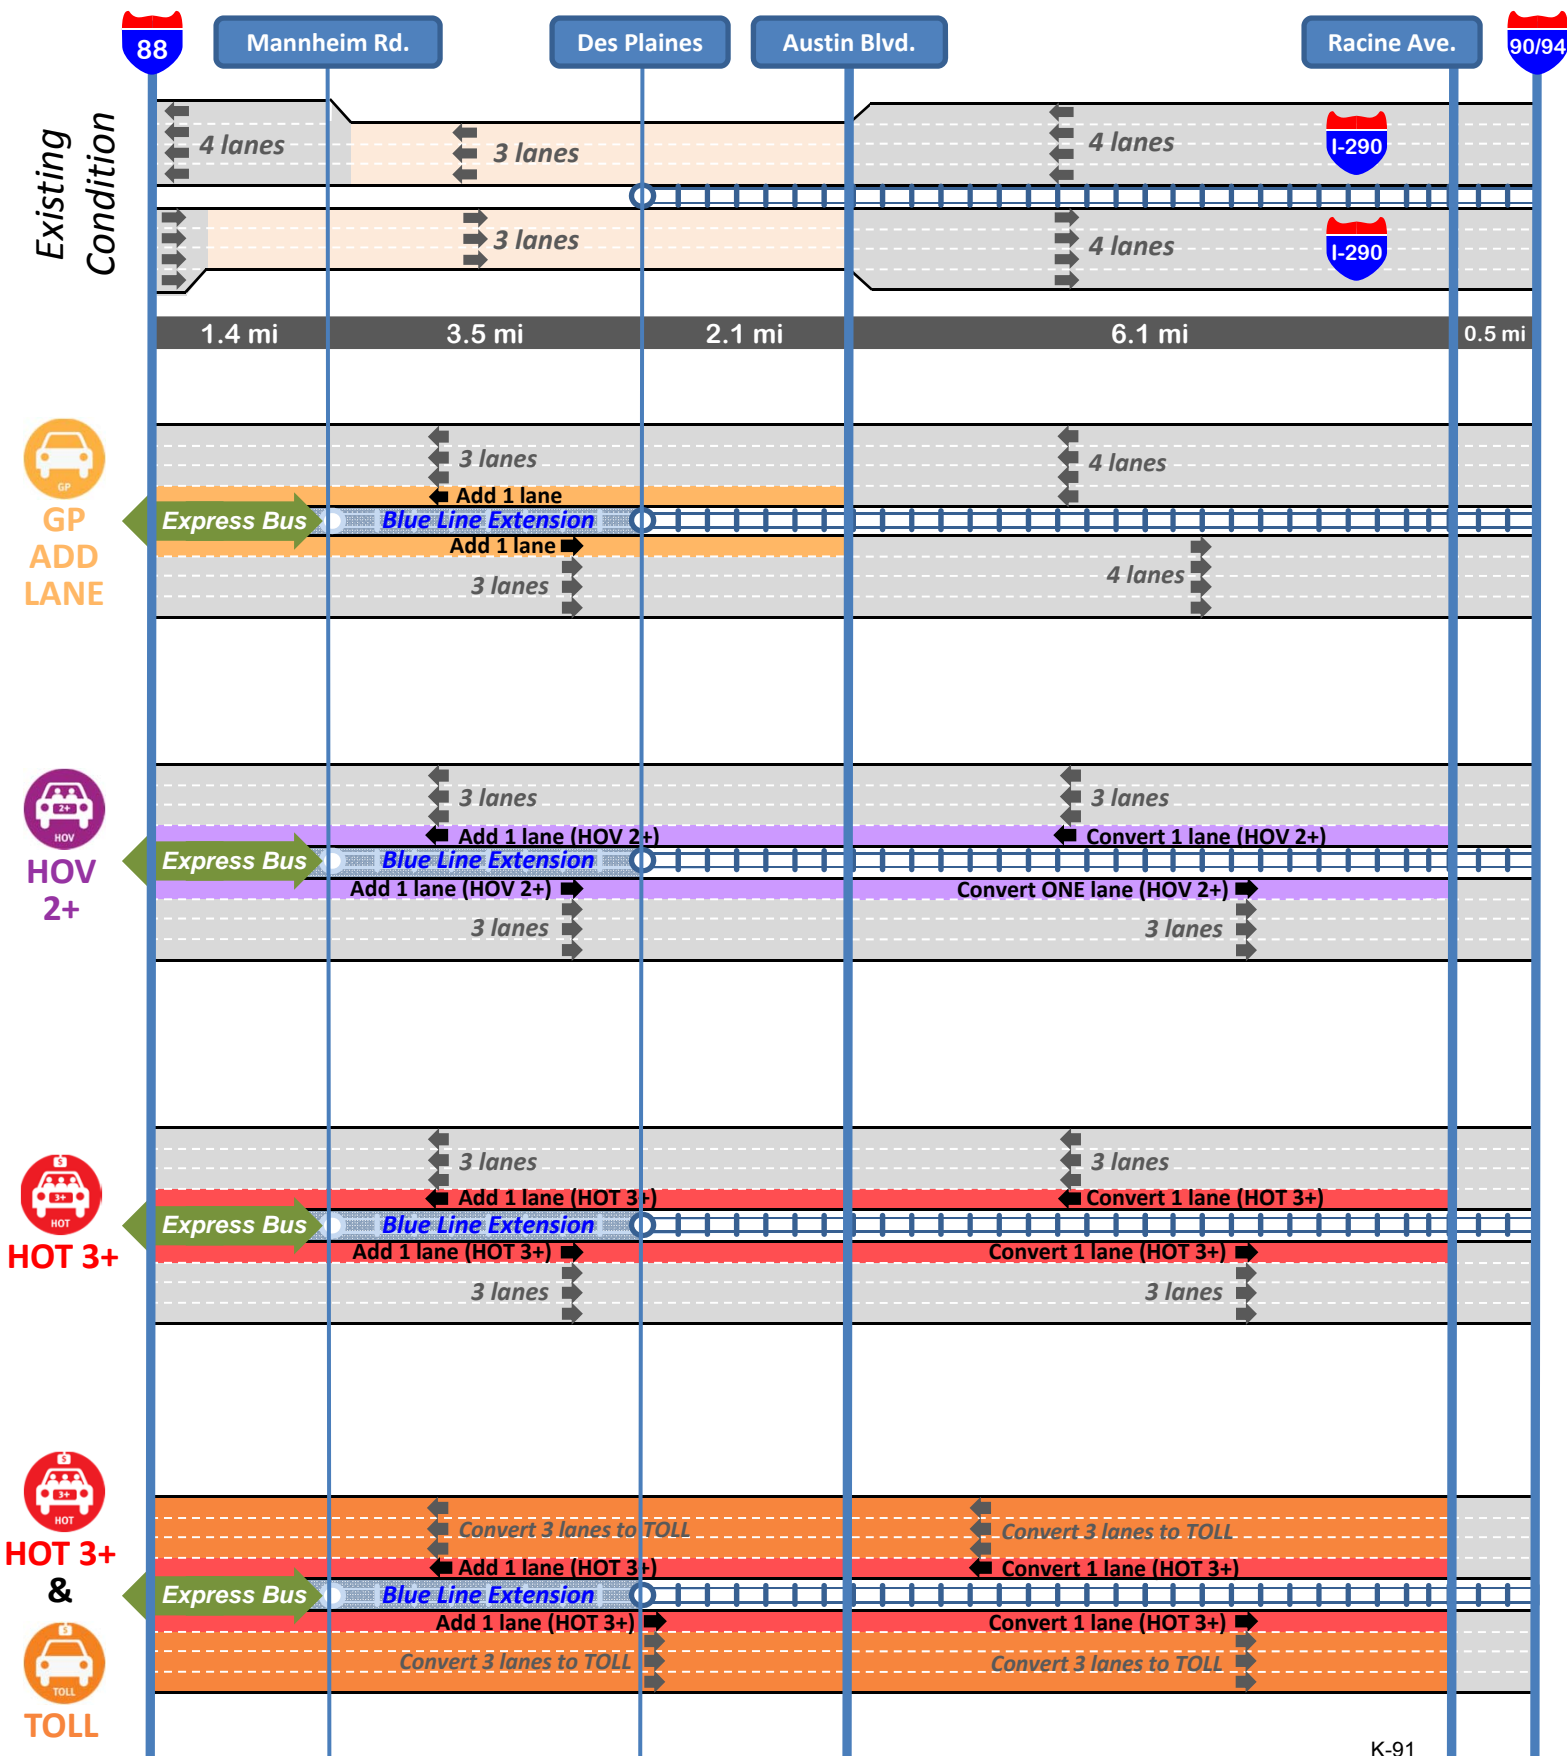 88
Mannheim Rd.
Des Plaines
Austin Blvd.
Racine Ave.
90/94
Existing
Condition
4 lanes
3 lanes
4 lanes
I-290
3 lanes
4 lanes
I-290
1.4 mi
3.5 mi
2.1 mi
6.1 mi
0.5 mi
GP
GP
ADD
LANE
3 lanes
4 lanes
Add 1 lane
Express Bus
Blue Line Extension
Add 1 lane
3 lanes
4 lanes
2+
HOV
HOV
2+
3 lanes
3 lanes
Add 1 lane (HOV 2+)
Convert 1 lane (HOV 2+)
Express Bus
Blue Line Extension
Add 1 lane (HOV 2+)
Convert ONE lane (HOV 2+)
3 lanes
3 lanes
$
3+
HOT
HOT 3+
3 lanes
3 lanes
Add 1 lane (HOT 3+)
Convert 1 lane (HOT 3+)
Express Bus
Blue Line Extension
Add 1 lane (HOT 3+)
Convert 1 lane (HOT 3+)
3 lanes
3 lanes
$
3+
HOT
HOT 3+
&
$
TOLL
TOLL
Convert 3 lanes to TOLL
Convert 3 lanes to TOLL
Add 1 lane (HOT 3+)
Convert 1 lane (HOT 3+)
Express Bus
Blue Line Extension
Add 1 lane (HOT 3+)
Convert 1 lane (HOT 3+)
Convert 3 lanes to TOLL
Convert 3 lanes to TOLL
K-91